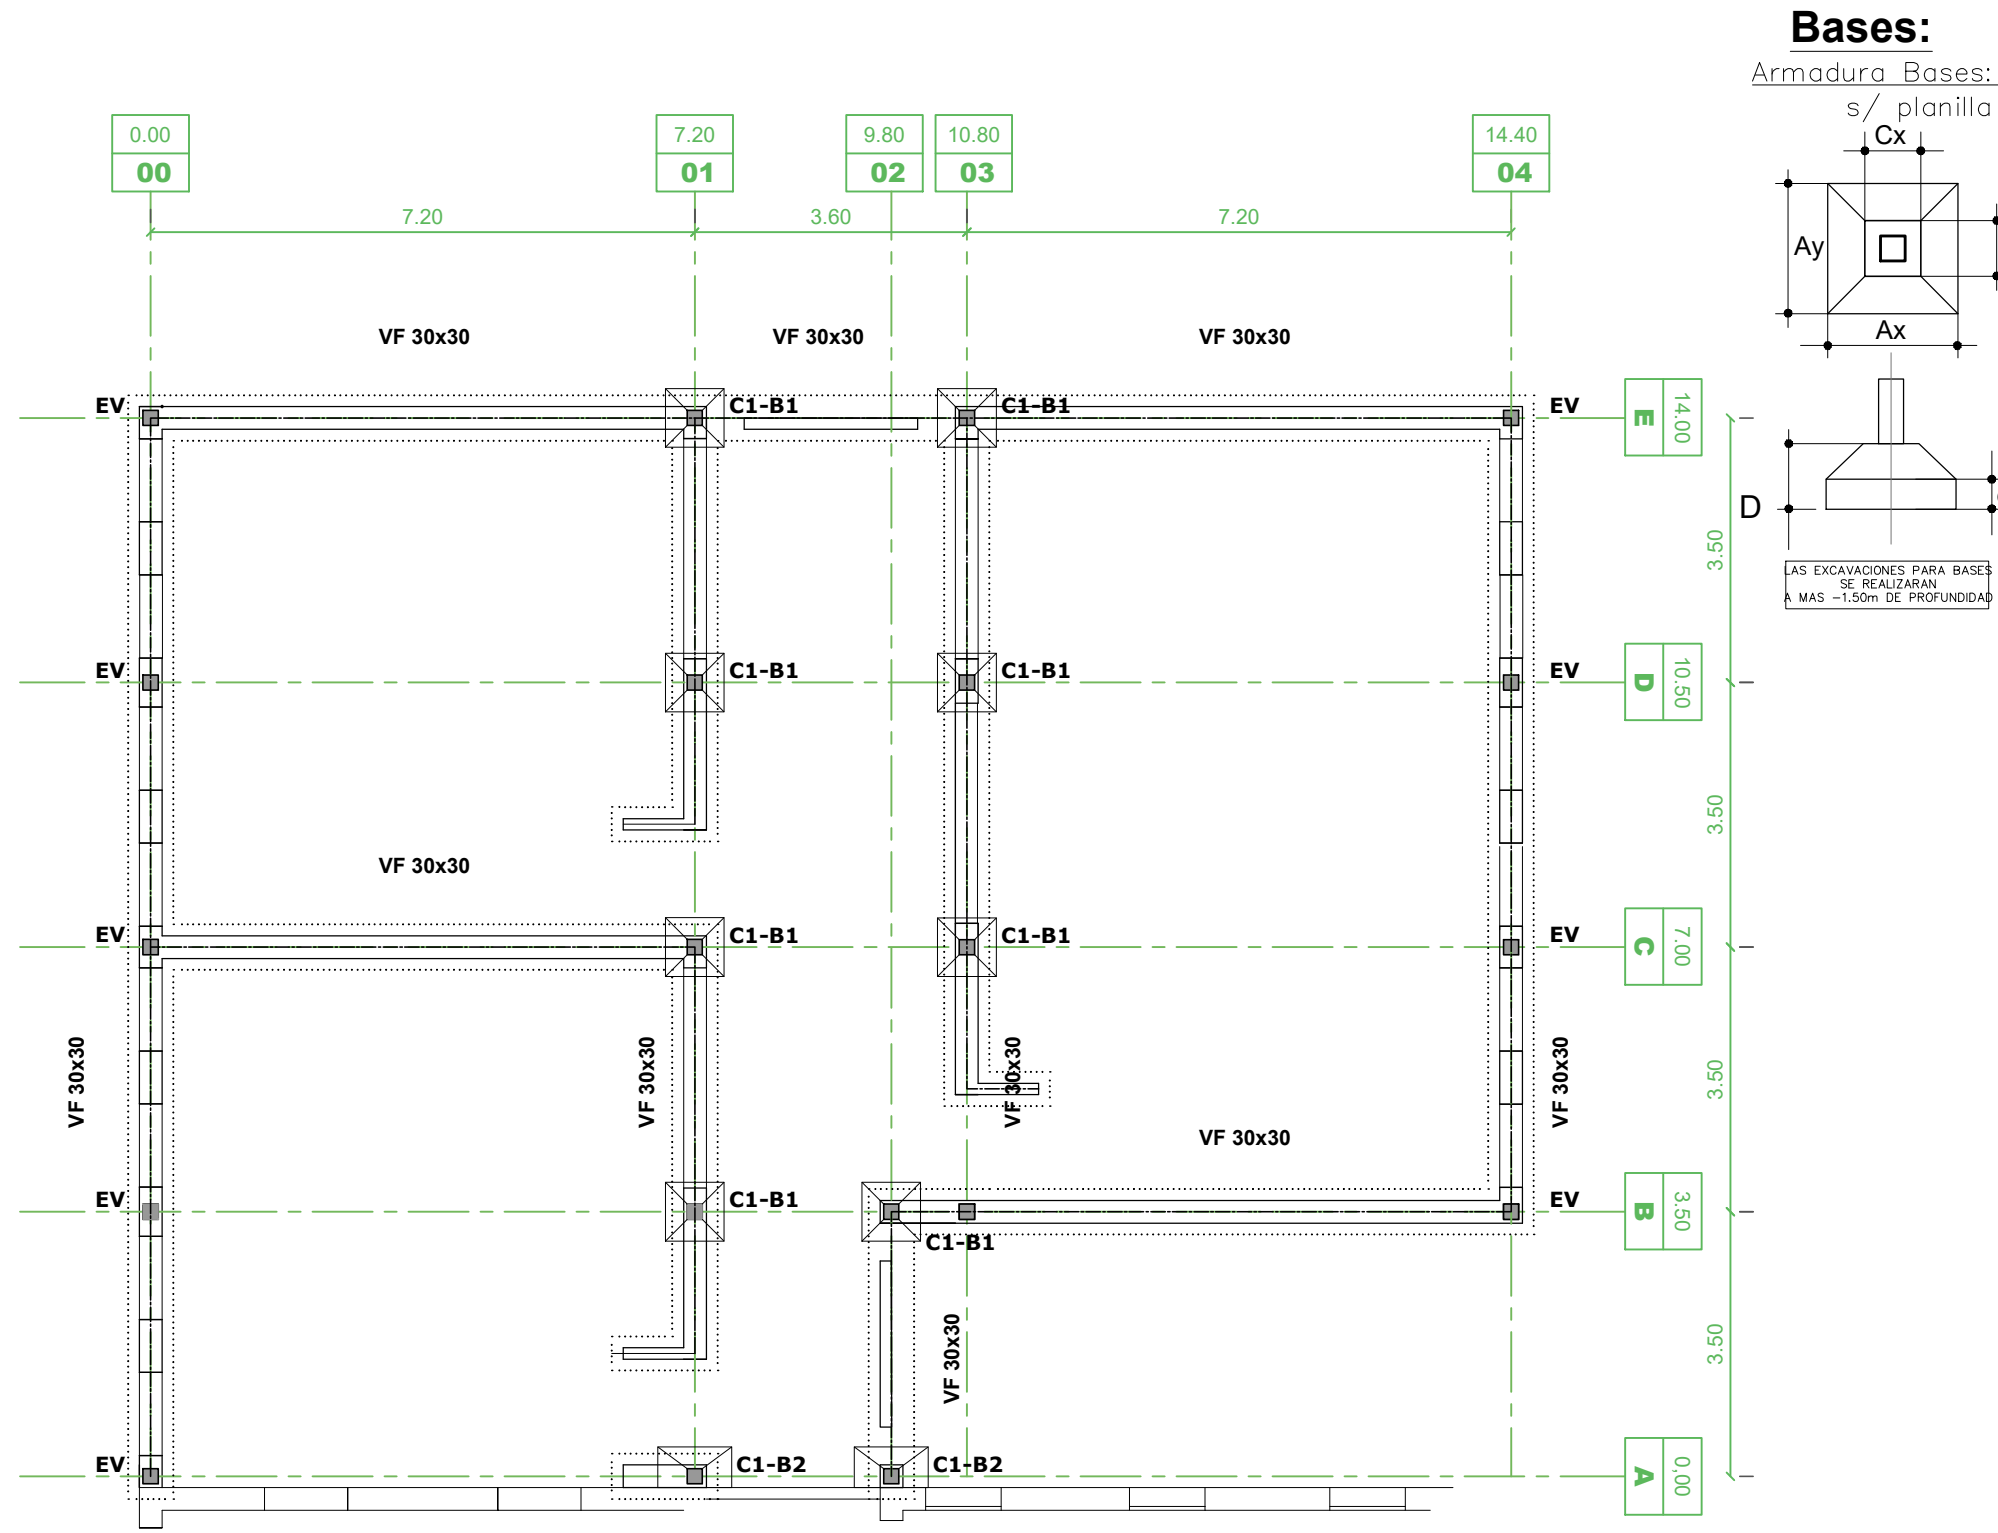 Bases:
Armadura Bases:
s/ planilla
Cx
Ay
Ax
D
LAS EXCAVACIONES PARA BASES
SE REALIZARAN
A MAS -1.50m DE PROFUNDIDAD
0.00
00
7.20
01
9.80
02
10.80
03
14.40
04
7.20
3.60
7.20
VF 30x30
VF 30x30
VF 30x30
EV
C1-B1
C1-B1
EV
E
14.00
3.50
EV
C1-B1
C1-B1
EV
D
10.50
3.50
VF 30x30
EV
C1-B1
C1-B1
EV
C
7.00
VF 30x30
VF 30x30
VF 30x30
VF 30x30
3.50
VF 30x30
EV
C1-B1
C1-B1
EV
B
3.50
VF 30x30
3.50
EV
C1-B2
C1-B2
A
0,00